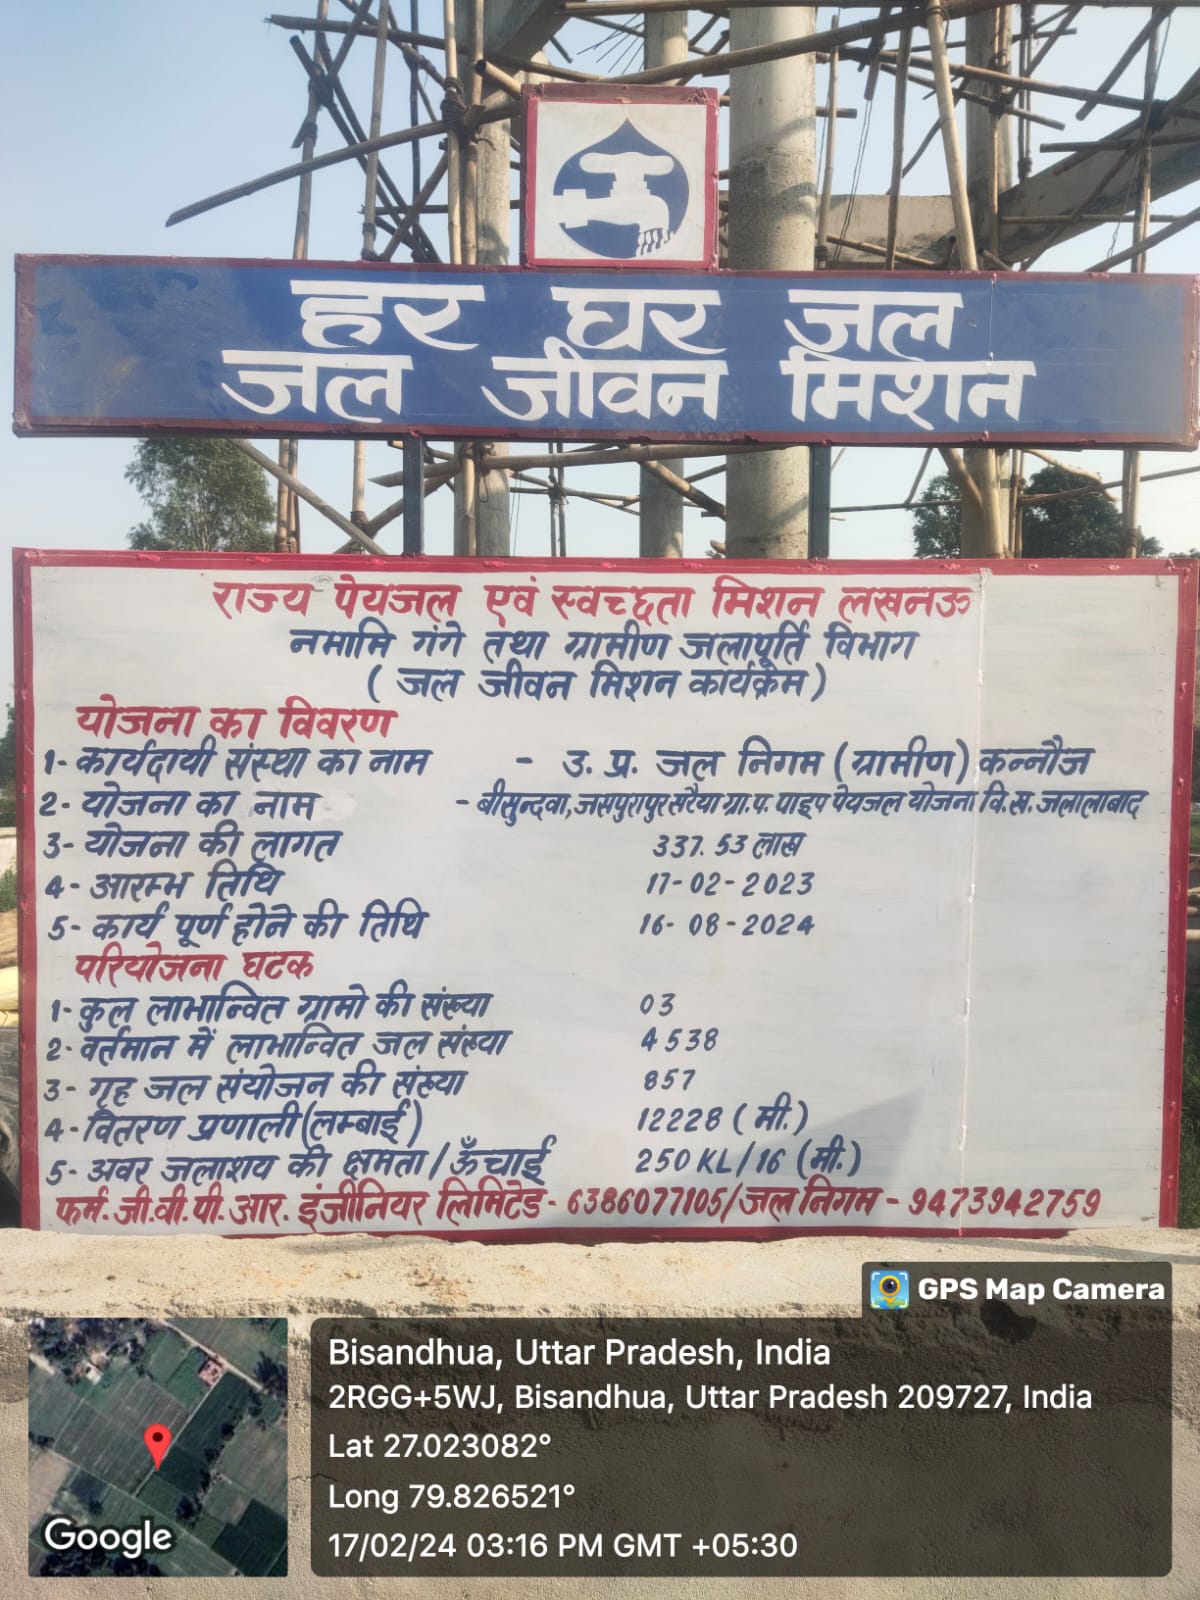 हर घर जल
जल जीवन मिशन
राज्य पेयजल एवं स्वच्छता मिशन लखनऊ
नमामि गंगे तथा ग्रामीण जलापूर्ति विभाग
( जल जीवन मिशन कार्यक्रम )
योजना का विवरण
1- कार्यदायी संस्था का नाम - उ. प्र. जल निगम (ग्रामीण) कन्नौज
2- योजना का नाम - बीसुन्दवा, जसपुरापुर सरैया ग्रा.प. पाइप पेयजल योजना वि.ख. जलालाबाद
3- योजना की लागत 337.53 लाख
4- आरम्भ तिथि 17-02-2023
5- कार्य पूर्ण होने की तिथि 16-08-2024
परियोजना घटक
1- कुल लाभान्वित ग्रामो की संख्या 03
2- वर्तमान में लाभान्वित जल संख्या 4538
3- गृह जल संयोजन की संख्या 857
4- वितरण प्रणाली (लम्बाई) 12228 (मी.)
5- अवर जलाशय की क्षमता/ऊँचाई 250 KL/16 (मी.)
फर्म. जी.वी.पी.आर. इंजीनियर लिमिटेड - 6386077105/जल निगम - 9473942759
GPS Map Camera
Bisandhua, Uttar Pradesh, India
2RGG+5WJ, Bisandhua, Uttar Pradesh 209727, India
Lat 27.023082°
Long 79.826521°
17/02/24 03:16 PM GMT +05:30
Google